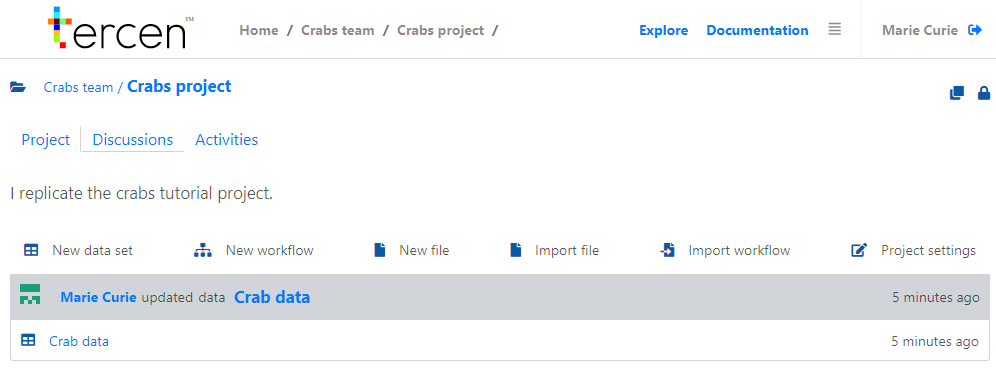 tercen™ Home / Crabs team / Crabs project / Explore Documentation Marie Curie
Crabs team / Crabs project
Project Discussions Activities
I replicate the crabs tutorial project.
New data set New workflow New file Import file Import workflow Project settings
Marie Curie updated data Crab data 5 minutes ago
Crab data 5 minutes ago